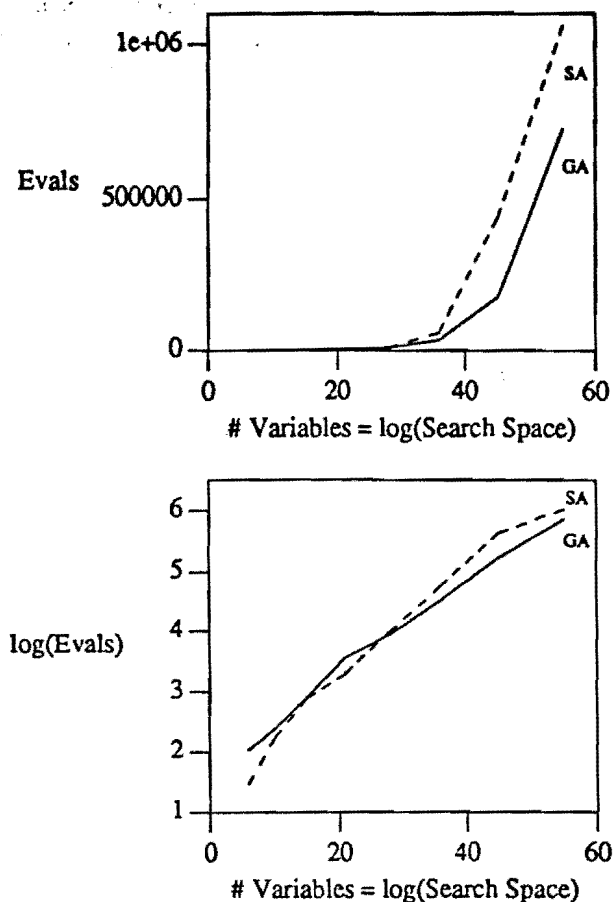 1e+06
SA
Evals
500000
GA
0
0 20 40 60
# Variables = log(Search Space)
6
SA
GA
5
log(Evals)
4
3
2
1
0 20 40 60
# Variables = log(Search Space)